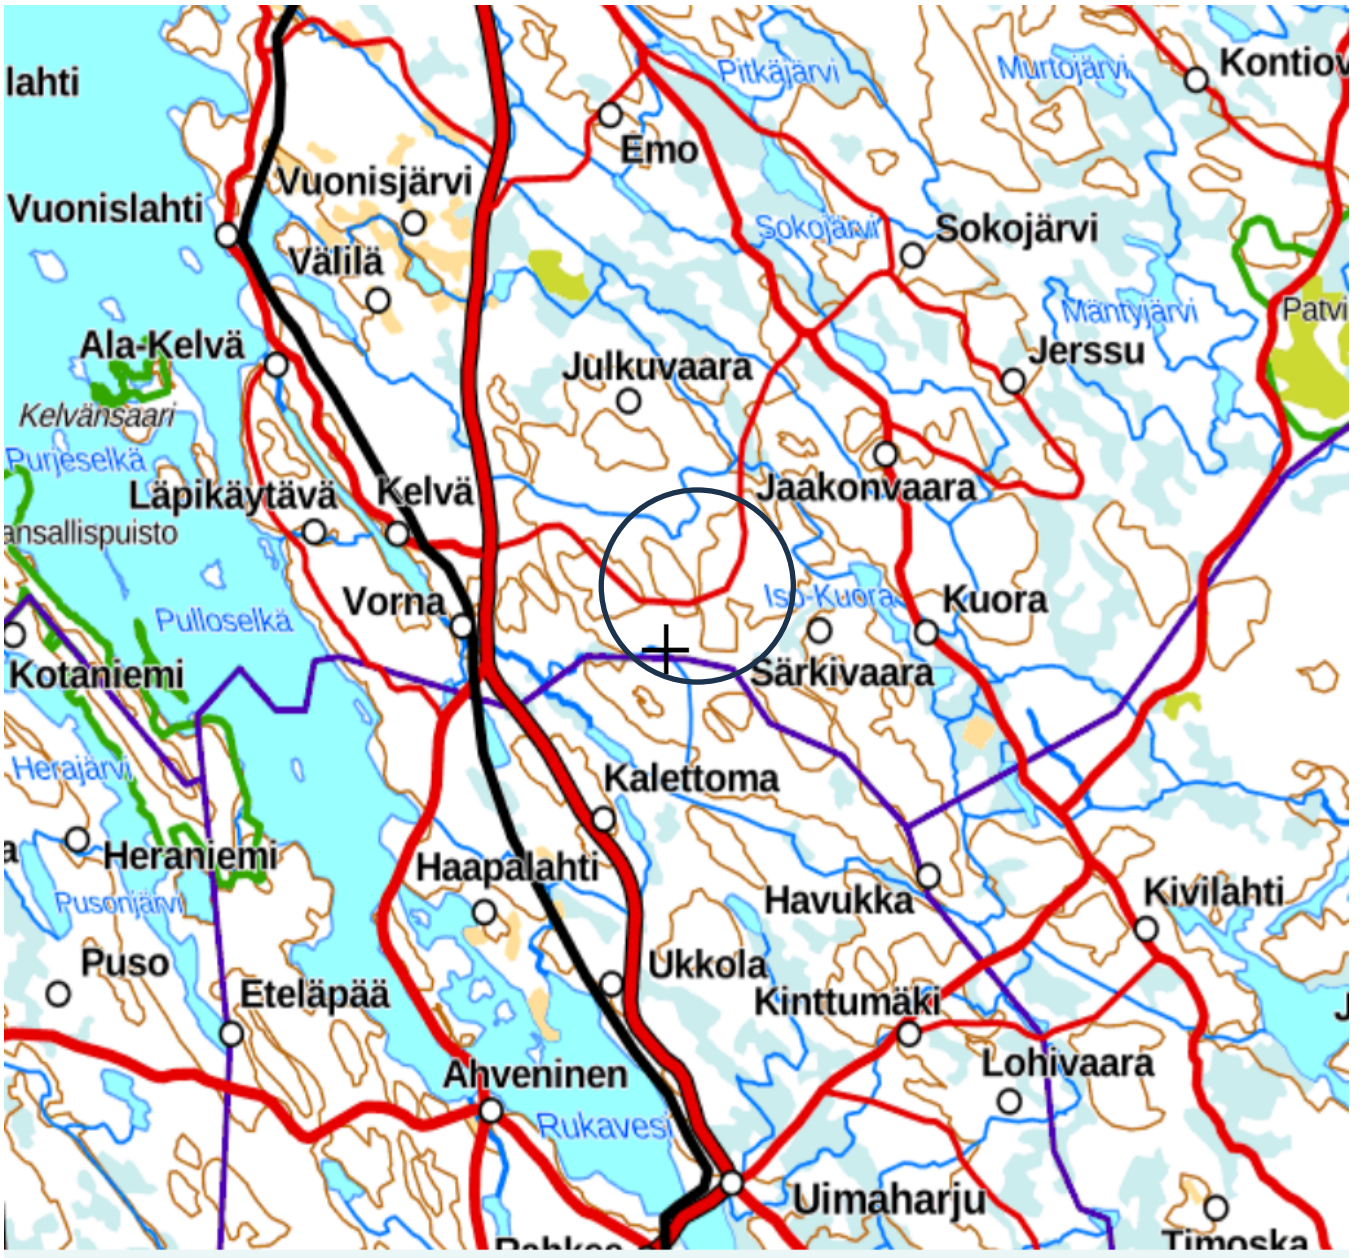 lahti
Pitkäjärvi
Murtojärvi
Kontiov
Emo
Vuonisjärvi
Vuonislahti
Sokojärvi
Sokojärvi
Välilä
Mäntyjärvi
Patvi
Ala-Kelvä
Jerssu
Julkuvaara
Kelvänsaari
Purjeselkä
Läpikäytävä
Kelvä
Jaakonvaara
ansallispuisto
Vorna
Iso-Kuora
Kuora
Pulloselkä
Kotaniemi
Särkivaara
Herajärvi
Kalettoma
a
Heraniemi
Haapalahti
Havukka
Kivilahti
Pusonjärvi
Puso
Ukkola
Eteläpää
Kinttumäki
J
Lohivaara
Ahveninen
Rukavesi
Uimaharju
Timoska